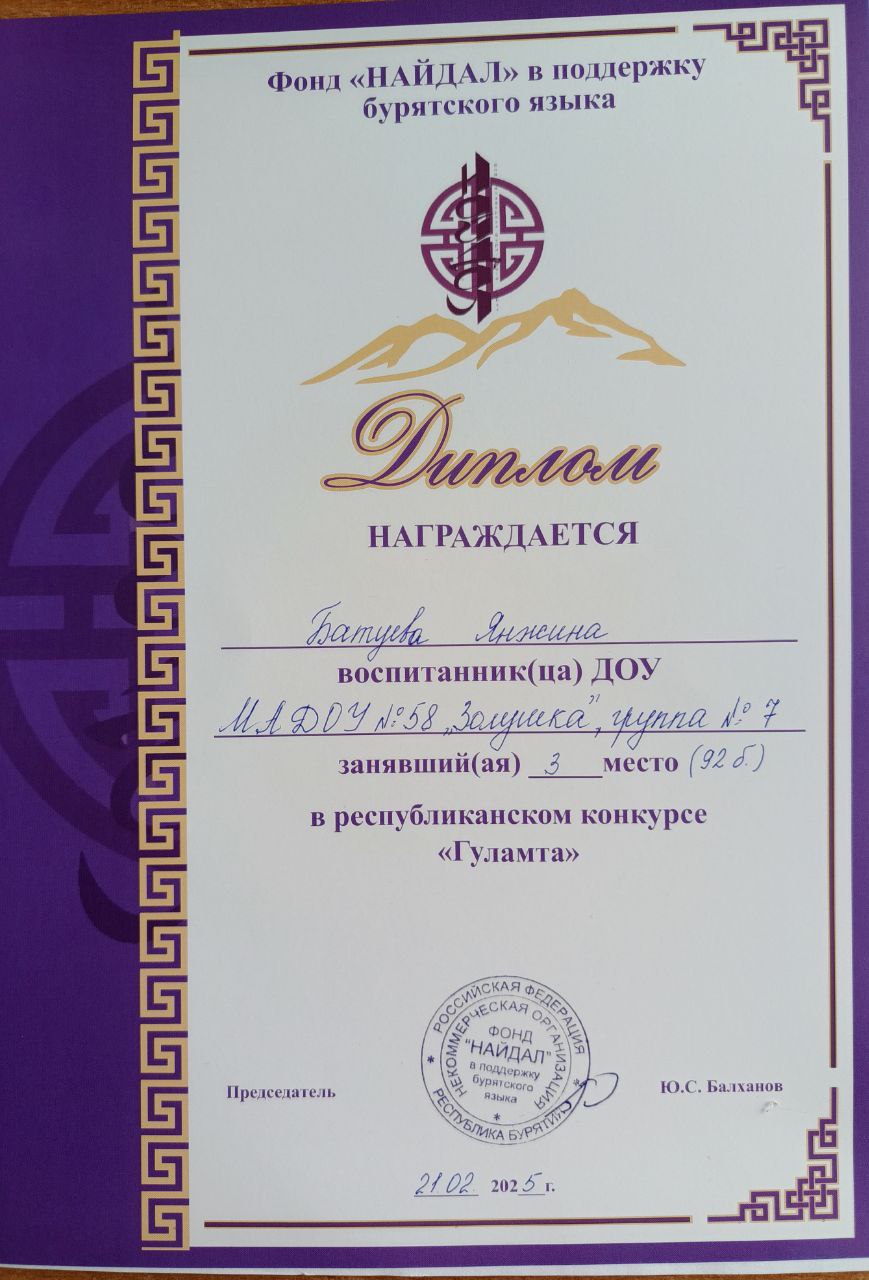 Фонд «НАЙДАЛ» в поддержку
бурятского языка
Диплом
НАГРАЖДАЕТСЯ
Батуева Янжина
воспитанник(ца) ДОУ
МАДОУ №58 „Золушка”, группа № 7
занявший(ая) 3 место (92 б.)
в республиканском конкурсе
«Гуламта»
РОССИЙСКАЯ ФЕДЕРАЦИЯ
НЕКОММЕРЧЕСКАЯ ОРГАНИЗАЦИЯ
ФОНД
"НАЙДАЛ"
в поддержку
бурятского
языка
РЕСПУБЛИКА БУРЯТИЯ
Председатель
Ю.С. Балханов
21.02. 2025 г.